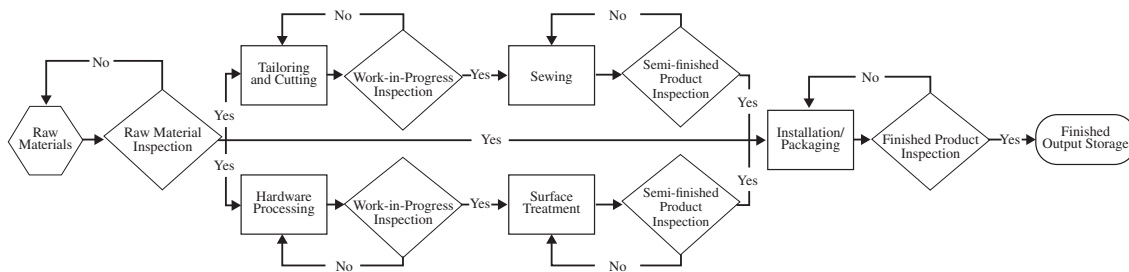 No
Raw
Materials
Raw Material
Inspection
Yes
Yes
Yes
No
Tailoring
and Cutting
Work-in-Progress
Inspection
Yes
No
Sewing
Semi-finished
Product
Inspection
Yes
Hardware
Processing
Work-in-Progress
Inspection
No
Yes
Surface
Treatment
Semi-finished
Product
Inspection
No
Yes
No
Installation/
Packaging
Finished Product
Inspection
Yes
Finished
Output Storage